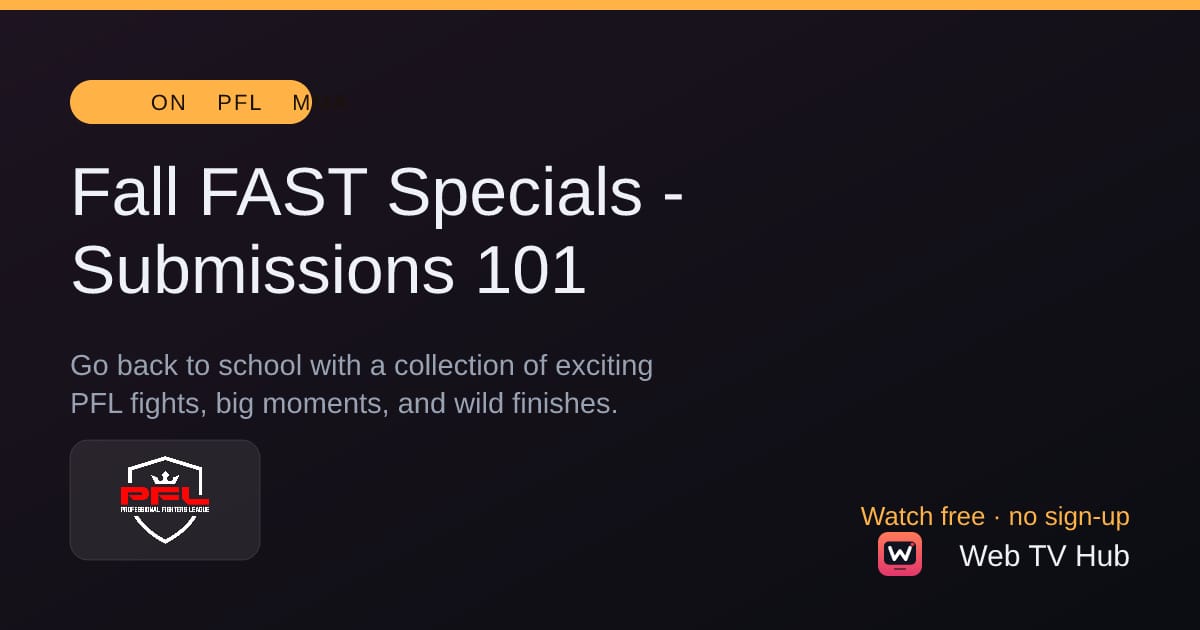 ON PFL M
Fall FAST Specials -
Submissions 101
Go back to school with a collection of exciting
PFL fights, big moments, and wild finishes.
PFL
PROFESSIONAL FIGHTERS LEAGUE
Watch free · no sign-up
W
Web TV Hub